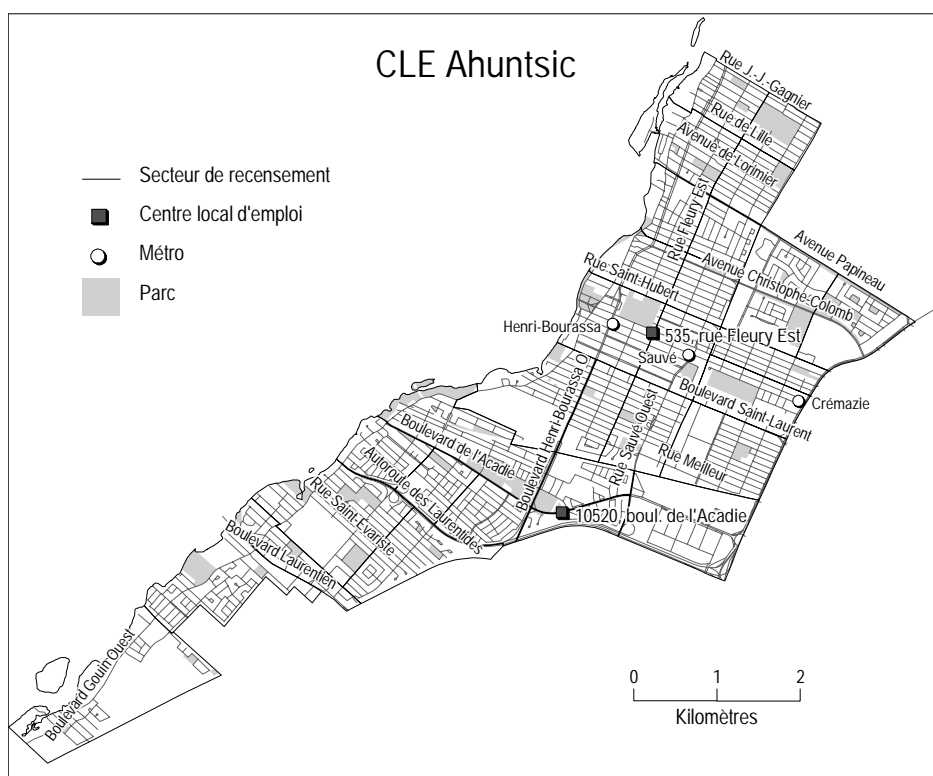 CLE Ahuntsic
Secteur de recensement
Centre local d'emploi
Métro
Parc
Rue J.-J.-Gagnier
Rue de Lille
Avenue de Lorimier
Rue Fleury Est
Avenue Papineau
Avenue Christophe-Colomb
Rue Saint-Hubert
Henri-Bourassa
535, rue Fleury Est
Sauvé
Crémazie
Boulevard Saint-Laurent
Boulevard Henri-Bourassa O
Rue Sauvé Ouest
Rue Meilleur
Boulevard de l'Acadie
Autoroute des Laurentides
10520, boul. de l'Acadie
Rue Saint-Évariste
Boulevard Laurentien
Boulevard Gouin Ouest
0 1 2
Kilomètres